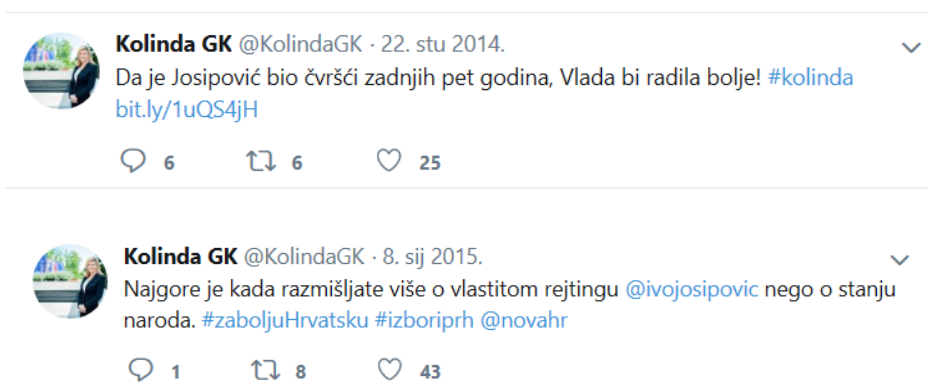 Kolinda GK @KolindaGK · 22. stu 2014.
Da je Josipović bio čvršći zadnjih pet godina, Vlada bi radila bolje! #kolinda
bit.ly/1uQS4jH
6 6 25
Kolinda GK @KolindaGK · 8. sij 2015.
Najgore je kada razmišljate više o vlastitom rejtingu @ivojosipovic nego o stanju
naroda. #zaboljuHrvatsku #izboriprh @novahr
1 8 43